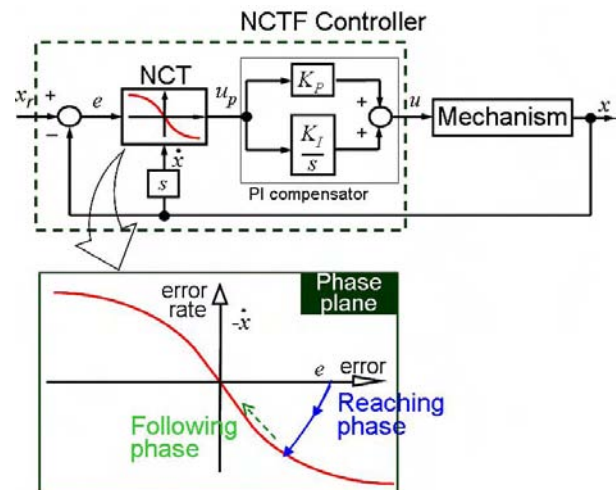 NCTF Controller
NCT
x_r
+
−
e
u_p
K_P
K_I
s
+
+
u
Mechanism
x
ẋ
s
PI compensator
Phase
plane
error
rate
-ẋ
e
error
Following
phase
Reaching
phase